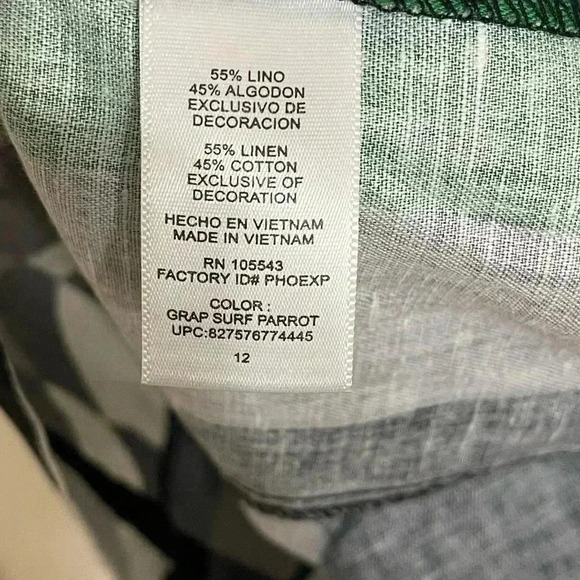 55% LINO
45% ALGODON
EXCLUSIVO DE
DECORACION
55% LINEN
45% COTTON
EXCLUSIVE OF
DECORATION
HECHO EN VIETNAM
MADE IN VIETNAM
RN 105543
FACTORY ID# PHOEXP
COLOR :
GRAP SURF PARROT
UPC:827576774445
12